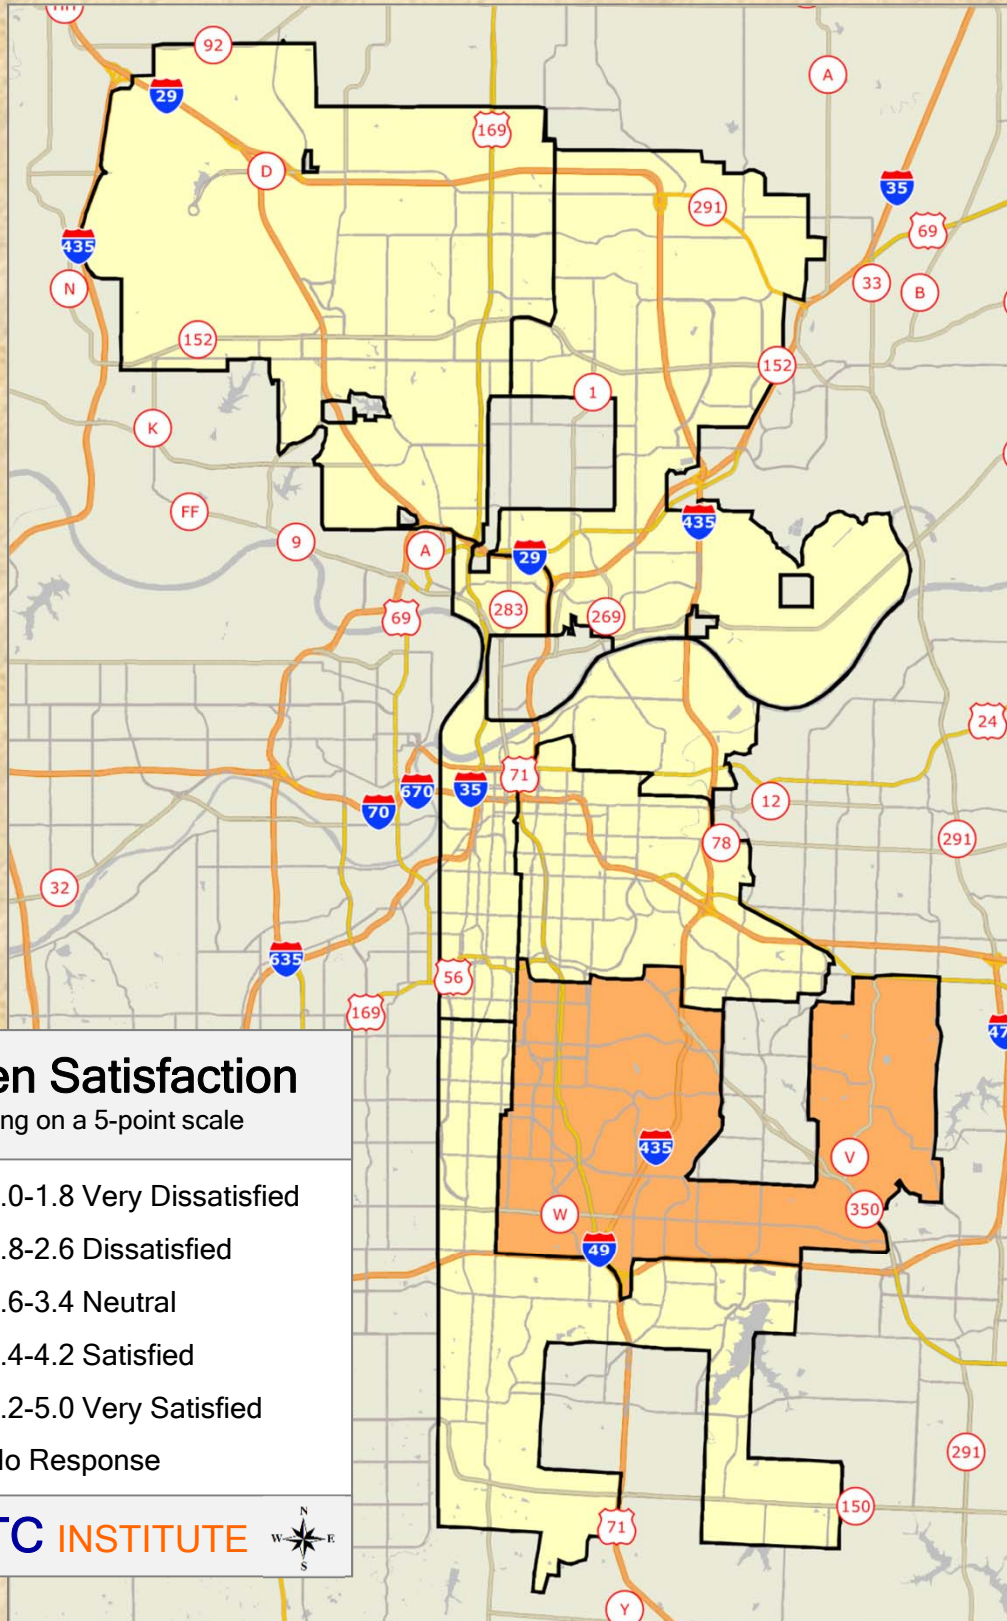 HH
92
29
169
A
D
35
291
69
435
N
33
B
152
152
1
K
FF
435
9
A
29
283
269
69
24
71
670
35
70
12
78
291
32
635
56
169
47
en Satisfaction
ng on a 5-point scale
.0-1.8 Very Dissatisfied
.8-2.6 Dissatisfied
.6-3.4 Neutral
.4-4.2 Satisfied
.2-5.0 Very Satisfied
lo Response
TC INSTITUTE
N
W E
S
435
V
350
W
49
291
150
71
Y